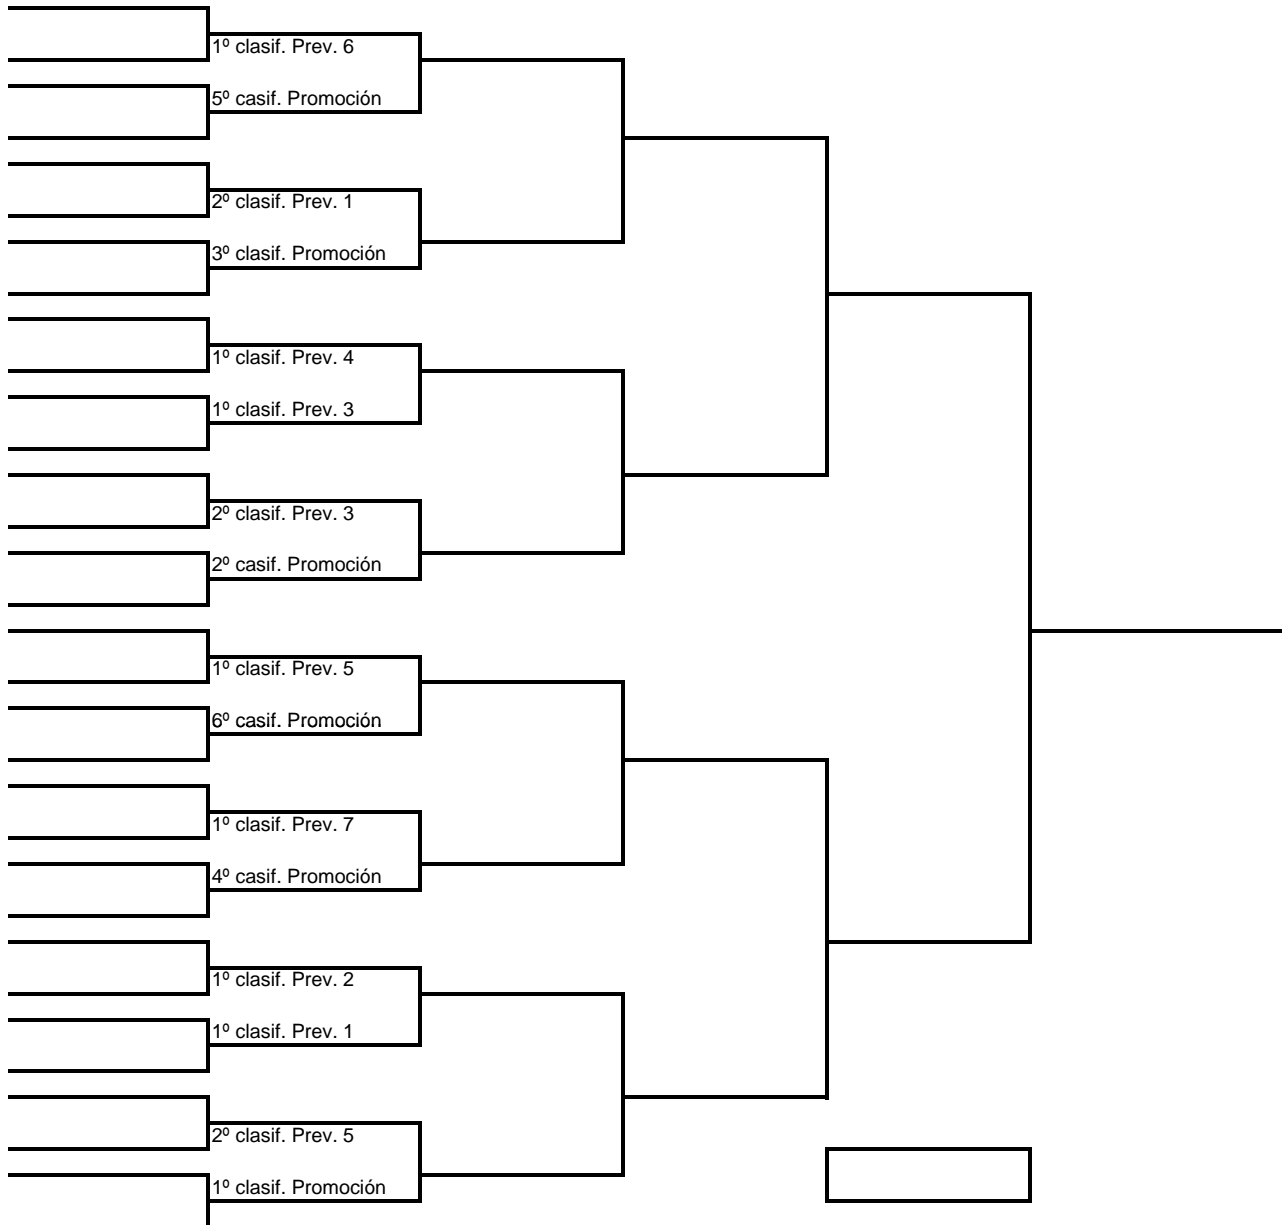 1º clasif. Prev. 6
5º casif. Promoción
2º clasif. Prev. 1
3º clasif. Promoción
1º clasif. Prev. 4
1º clasif. Prev. 3
2º clasif. Prev. 3
2º casif. Promoción
1º clasif. Prev. 5
6º casif. Promoción
1º clasif. Prev. 7
4º casif. Promoción
1º clasif. Prev. 2
1º clasif. Prev. 1
2º clasif. Prev. 5
1º clasif. Promoción